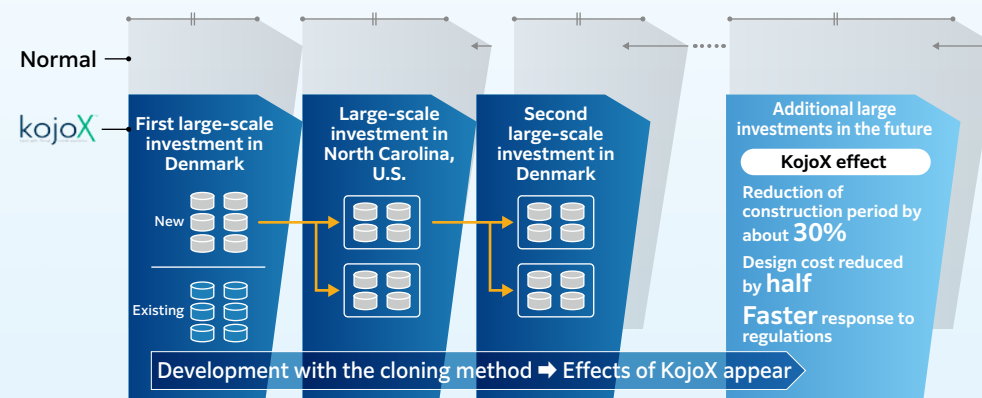 Normal
kojoX
First large-scale
investment in
Denmark
New
Existing
Large-scale
investment in
North Carolina,
U.S.
Second
large-scale
investment in
Denmark
Additional large
investments in the future
KojoX effect
Reduction of
construction period by
about 30%
Design cost reduced
by half
Faster response to
regulations
Development with the cloning method ➡ Effects of KojoX appear